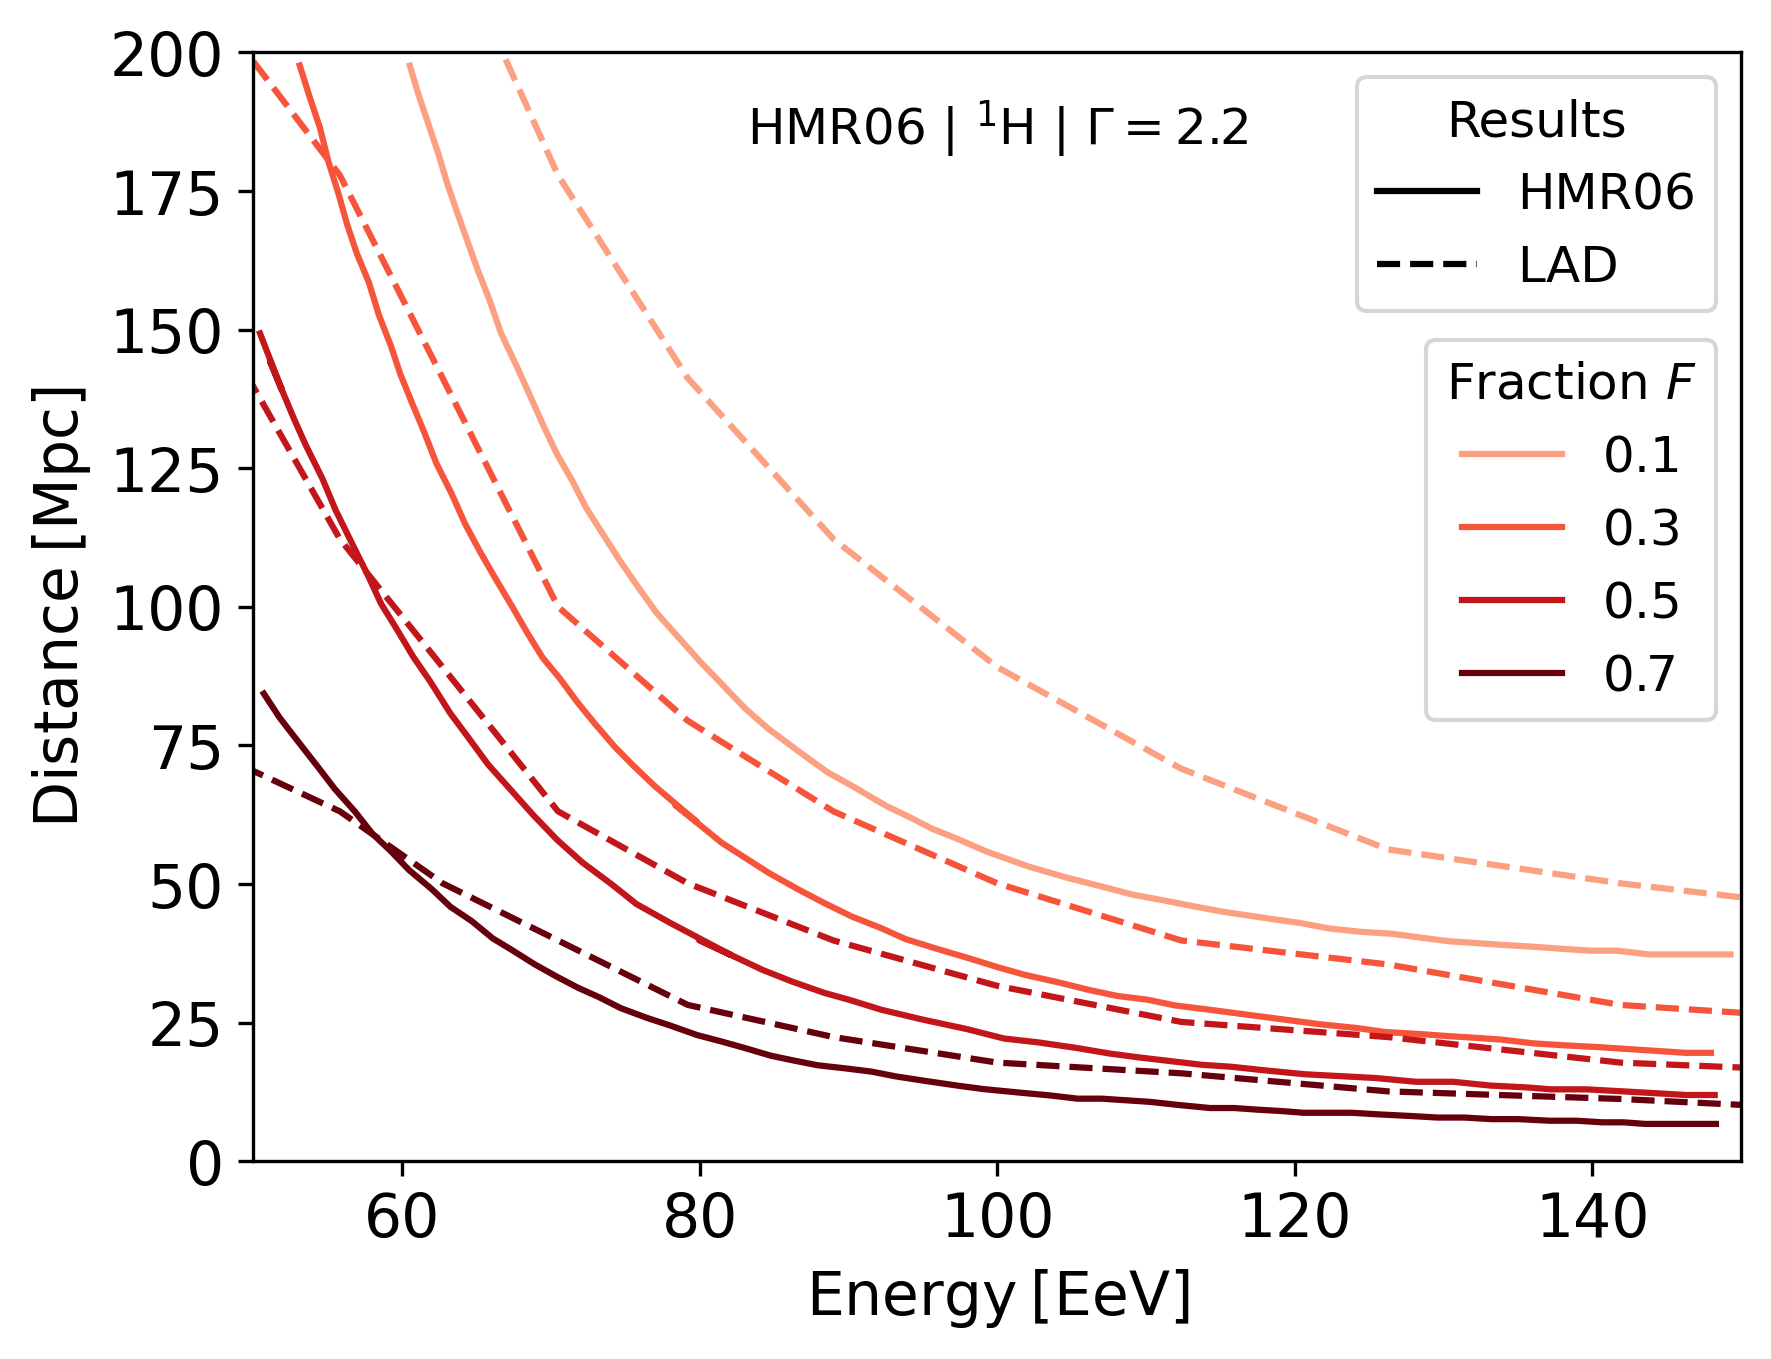 HMR06 | ¹H | Γ = 2.2
Results
HMR06
LAD
Fraction F
0.1
0.3
0.5
0.7
Distance [Mpc]
200
175
150
125
100
75
50
25
0
60 80 100 120 140
Energy [EeV]